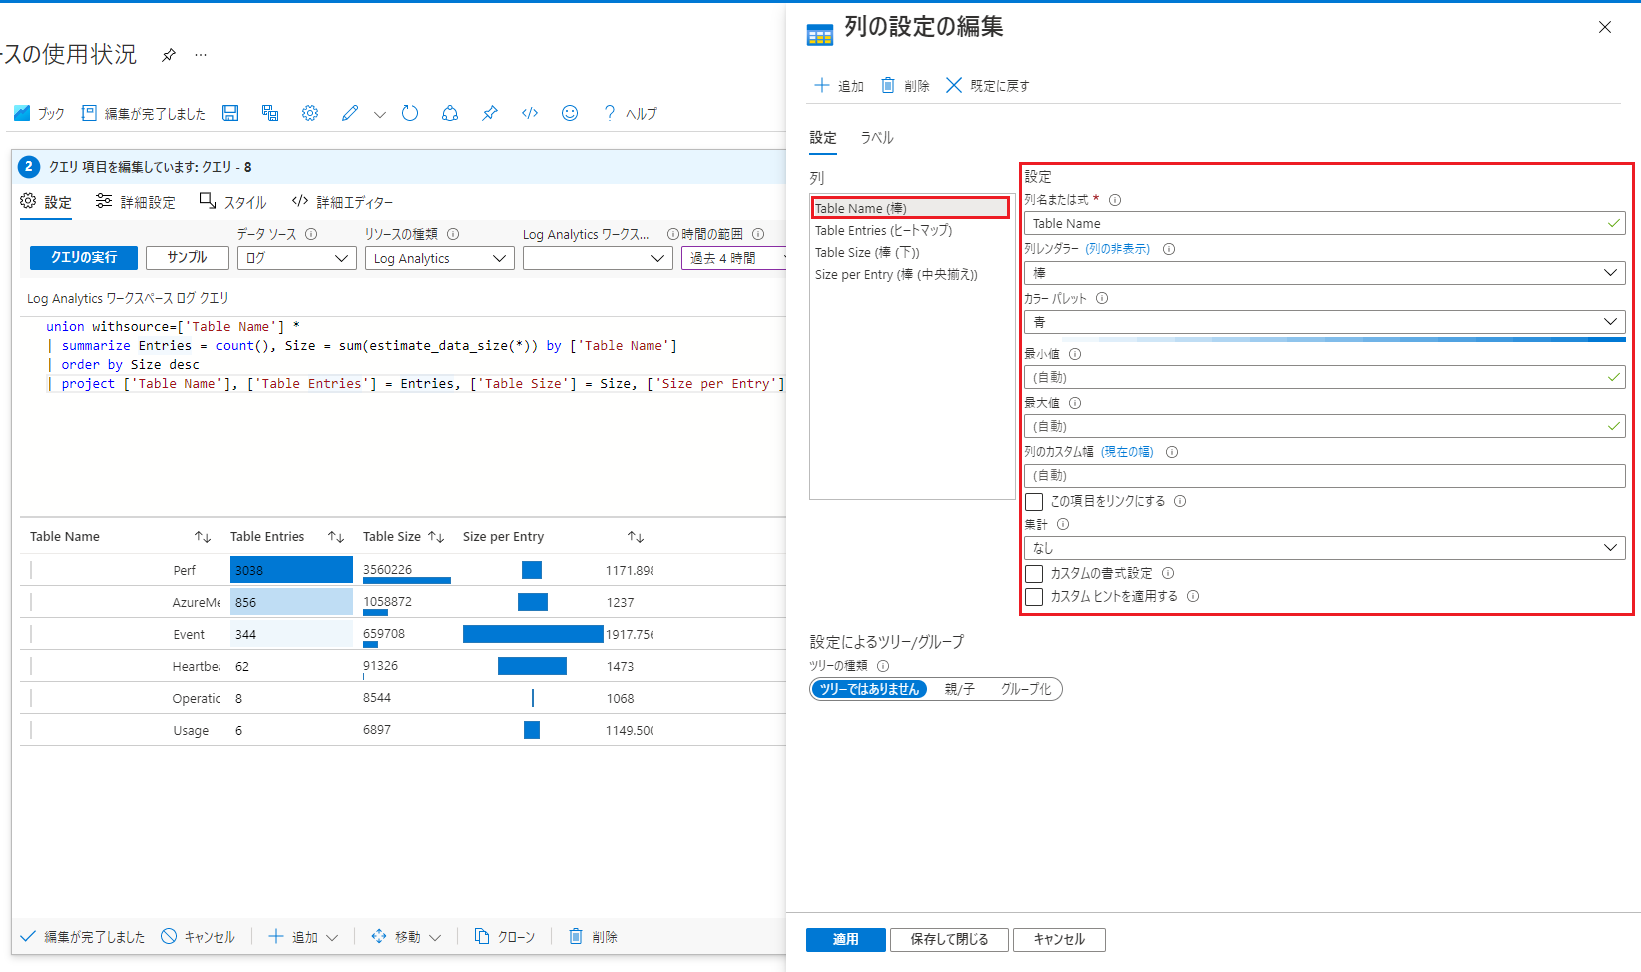 スの使用状況 …
ブック 編集が完了しました ヘルプ
2 クエリ 項目を編集しています: クエリ - 8
設定 詳細設定 スタイル 詳細エディター
データ ソース リソースの種類 Log Analytics ワークス... 時間の範囲
クエリの実行 サンプル ログ Log Analytics 過去 4 時間
Log Analytics ワークスペース ログ クエリ
union withsource=['Table Name'] *
| summarize Entries = count(), Size = sum(estimate_data_size(*)) by ['Table Name']
| order by Size desc
| project ['Table Name'], ['Table Entries'] = Entries, ['Table Size'] = Size, ['Size per Entry']
Table Name Table Entries Table Size Size per Entry
Perf 3038 3560226 1171.898
AzureMe 856 1058872 1237
Event 344 659708 1917.756
Heartbea 62 91326 1473
Operatic 8 8544 1068
Usage 6 6897 1149.500
編集が完了しました キャンセル 追加 移動 クローン 削除
列の設定の編集
追加 削除 既定に戻す
設定 ラベル
列
Table Name (棒)
Table Entries (ヒートマップ)
Table Size (棒 (下))
Size per Entry (棒 (中央揃え))
設定
列名または式 *
Table Name
列レンダラー (列の非表示)
棒
カラー パレット
青
最小値
(自動)
最大値
(自動)
列のカスタム幅 (現在の幅)
(自動)
この項目をリンクにする
集計
なし
カスタムの書式設定
カスタム ヒントを適用する
設定によるツリー/グループ
ツリーの種類
ツリーではありません 親/子 グループ化
適用 保存して閉じる キャンセル